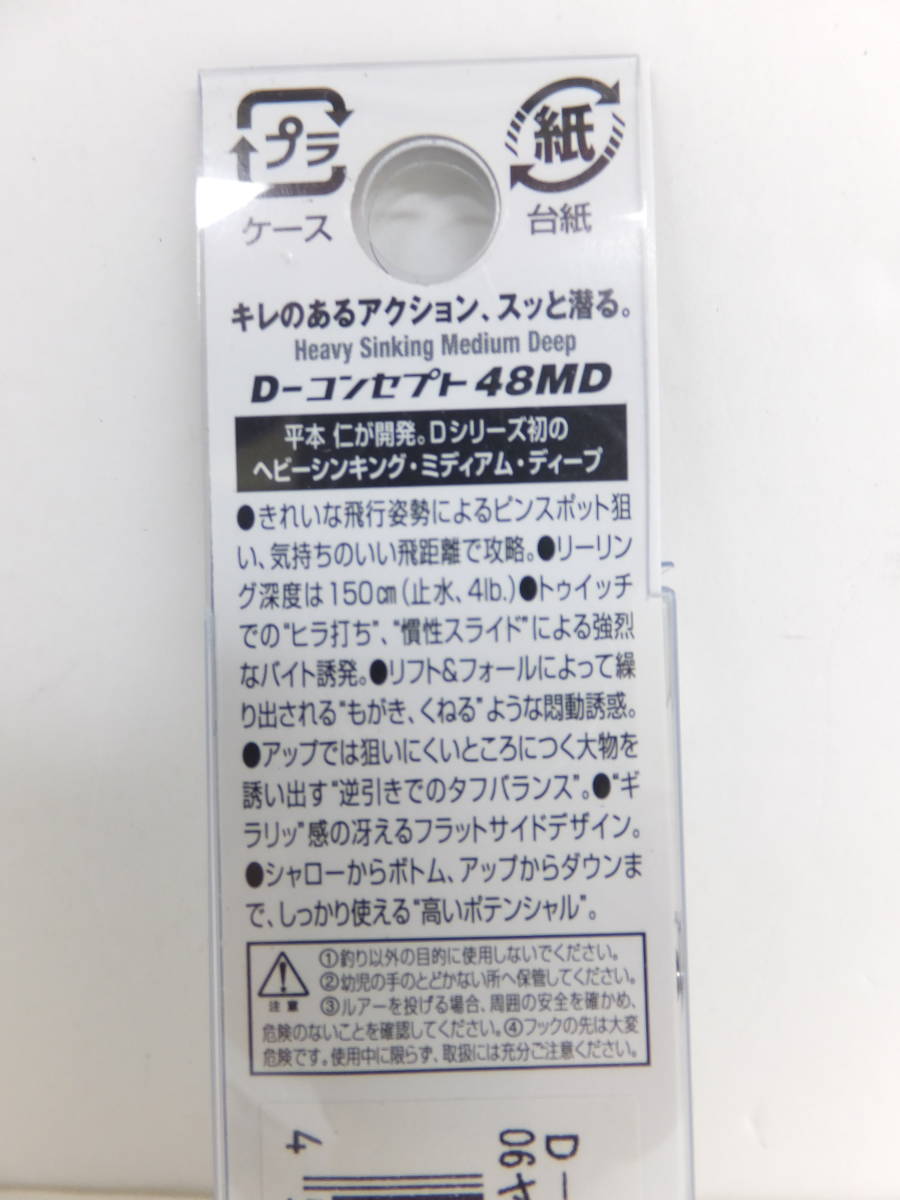 プラ
紙
ケース
台紙
キレのあるアクション、スッと潜る。
Heavy Sinking Medium Deep
D-コンセプト48MD
平本 仁が開発。Dシリーズ初の
ヘビーシンキング・ミディアム・ディープ
●きれいな飛行姿勢によるピンスポット狙
い、気持ちのいい飛距離で攻略。●リーリン
グ深度は150㎝(止水、4lb.)●トゥイッチ
での"ヒラ打ち"、"慣性スライド"による強烈
なバイト誘発。●リフト&フォールによって繰
り出される"もがき、くねる"ような悶動誘惑。
●アップでは狙いにくいところにつく大物を
誘い出す"逆引きでのタフバランス"。●"ギ
ラリッ"感の冴えるフラットサイドデザイン。
●シャローからボトム、アップからダウンま
で、しっかり使える"高いポテンシャル"。
注意
①釣り以外の目的に使用しないでください。
②幼児の手のとどかない所へ保管してください。
③ルアーを投げる場合、周囲の安全を確かめ、
危険のないことを確認してください。④フックの先は大変
危険です。使用中に限らず、取扱には充分ご注意ください。
4
D-
06ヤ